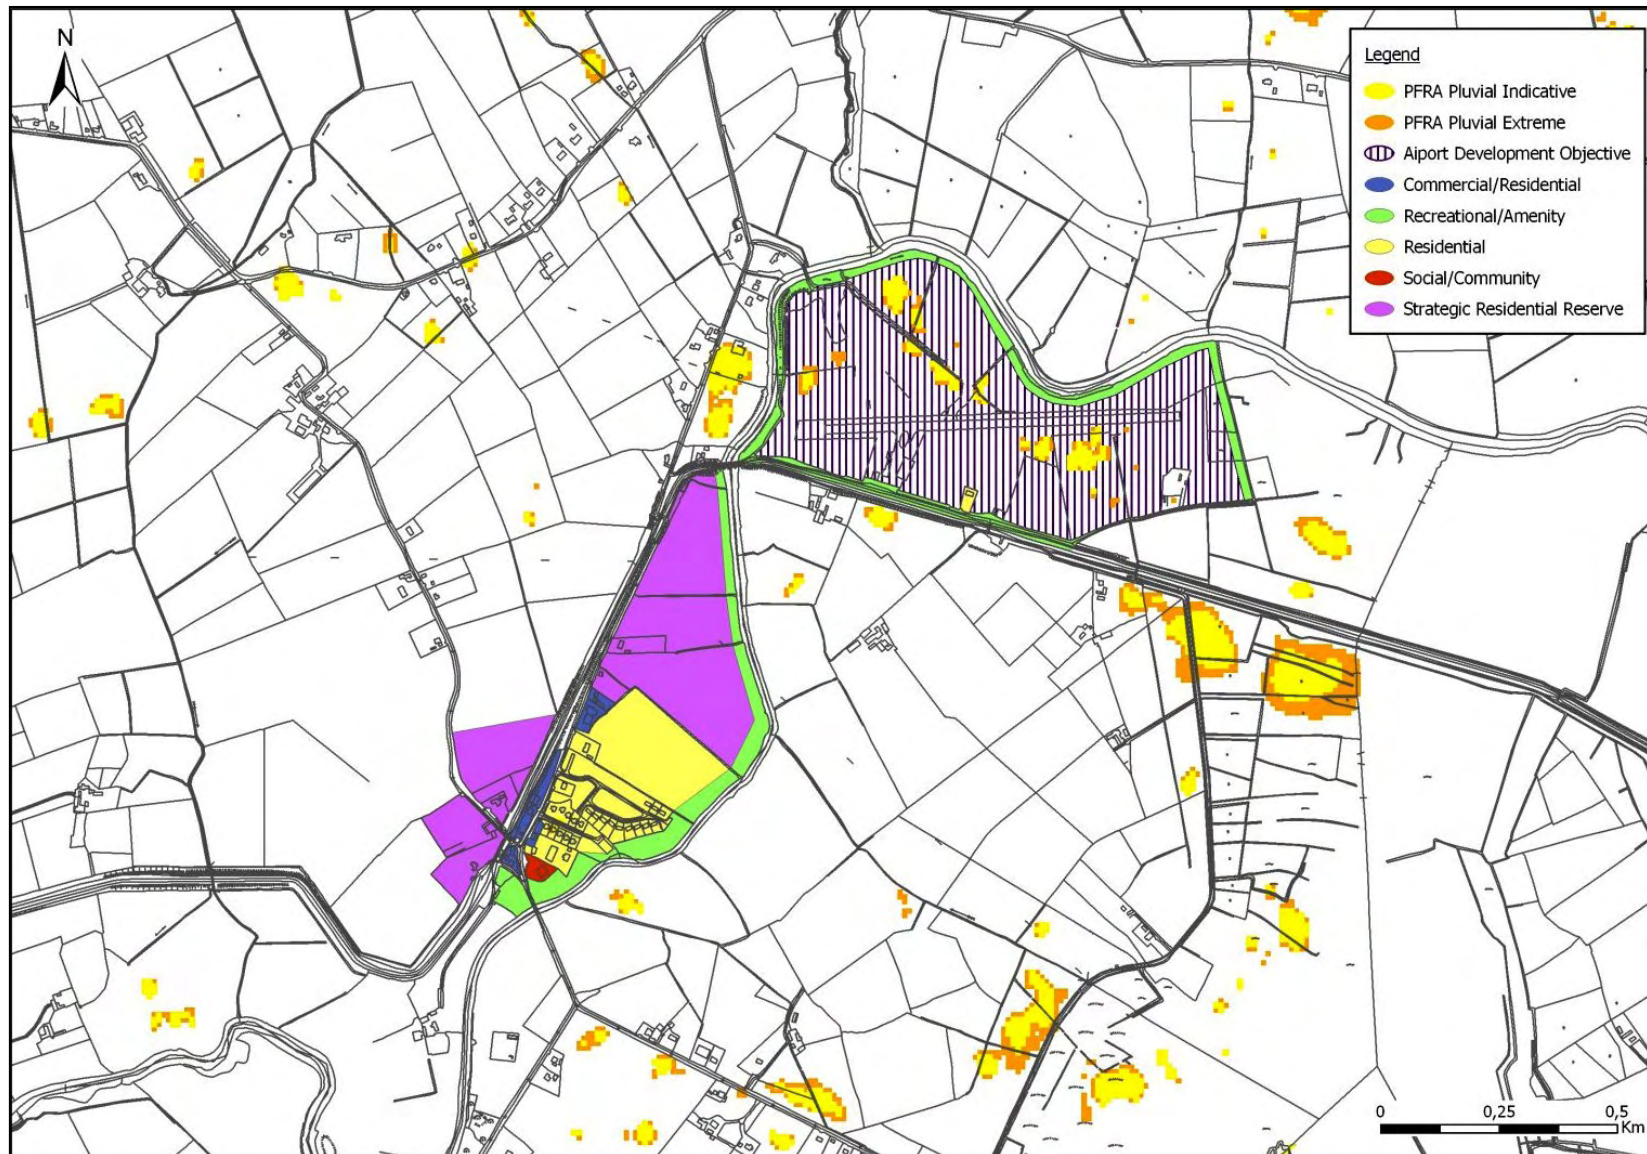 N
Legend
PFRA Pluvial Indicative
PFRA Pluvial Extreme
Aiport Development Objective
Commercial/Residential
Recreational/Amenity
Residential
Social/Community
Strategic Residential Reserve
0 0,25 0,5
Km